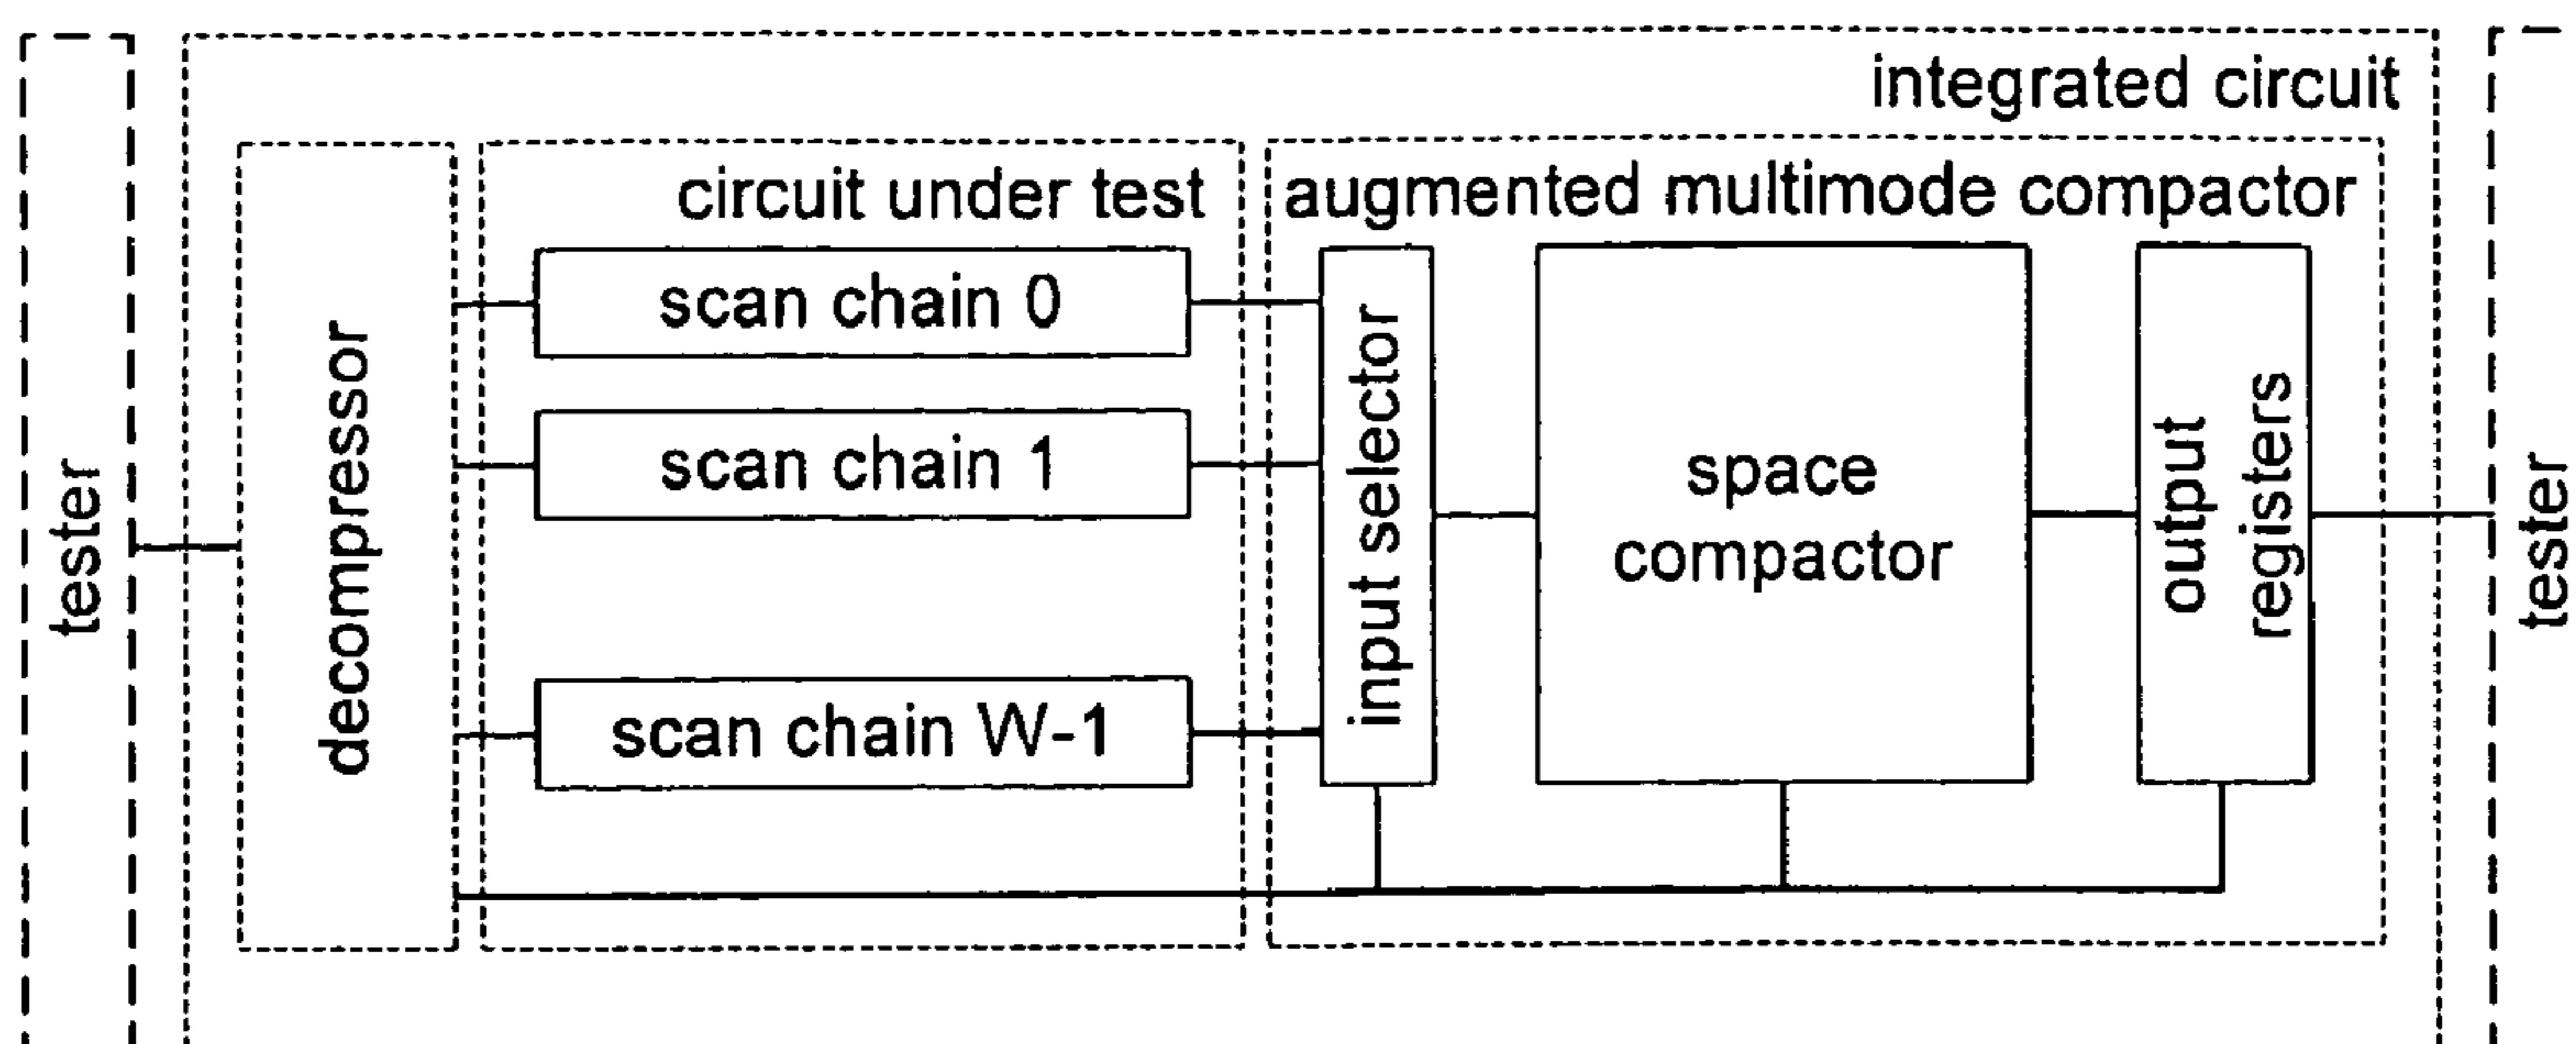 integrated circuit
circuit under test
augmented multimode compactor
tester
decompressor
scan chain 0
scan chain 1
scan chain W-1
input selector
space
compactor
output
registers
tester